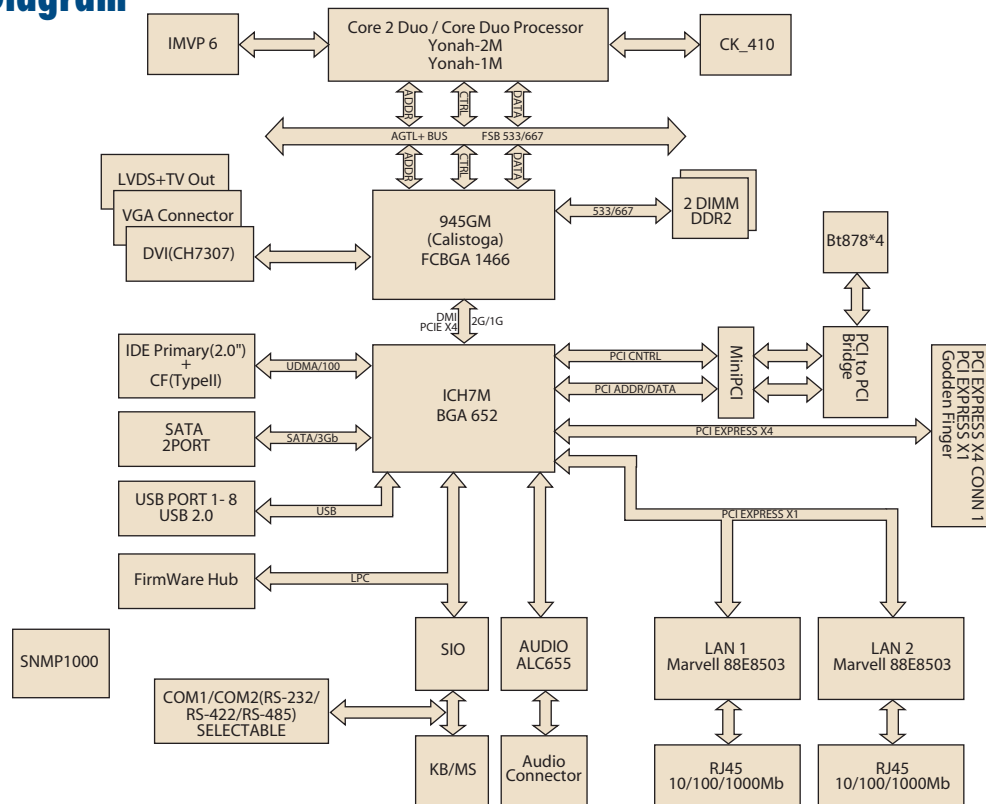 Diagram
IMVP 6
Core 2 Duo / Core Duo Processor
Yonah-2M
Yonah-1M
CK_410
ADDR
CTRL
DATA
AGTL+ BUS FSB 533/667
ADDR
CTRL
DATA
LVDS+TV Out
VGA Connector
DVI(CH7307)
945GM
(Calistoga)
FCBGA 1466
533/667
2 DIMM
DDR2
Bt878*4
DMI
PCIE X4
2G/1G
IDE Primary(2.0")
+
CF(TypeII)
UDMA/100
ICH7M
BGA 652
PCI CNTRL
PCI ADDR/DATA
MiniPCI
PCI to PCI
Bridge
PCI EXPRESS X4 CONN 1
PCI EXPRESS X1
Godden Finger
SATA
2PORT
SATA/3Gb
PCI EXPRESS X4
USB PORT 1- 8
USB 2.0
USB
PCI EXPRESS X1
FirmWare Hub
LPC
SNMP1000
SIO
AUDIO
ALC655
LAN 1
Marvell 88E8503
LAN 2
Marvell 88E8503
COM1/COM2(RS-232/
RS-422/RS-485)
SELECTABLE
KB/MS
Audio
Connector
RJ45
10/100/1000Mb
RJ45
10/100/1000Mb